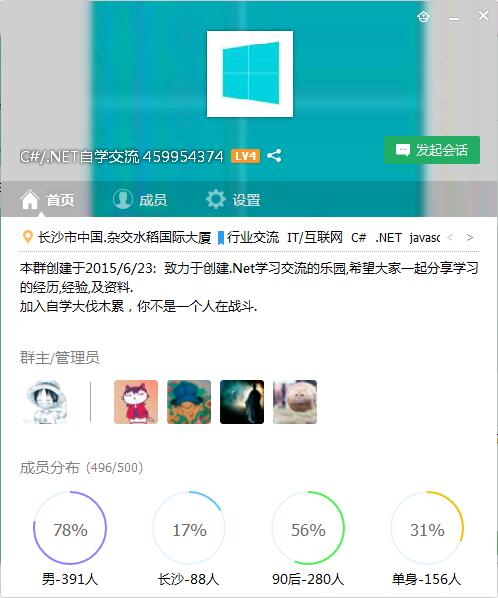 C#/.NET自学交流 459954374 LV4
发起会话
首页 成员 设置
长沙市中国.杂交水稻国际大厦 行业交流 IT/互联网 C# .NET javasc < >
本群创建于2015/6/23: 致力于创建.Net学习交流的乐园,希望大家一起分享学习
的经历,经验,及资料.
加入自学大伐木累，你不是一个人在战斗.
群主/管理员
成员分布 (496/500)
78% 17% 56% 31%
男-391人 长沙-88人 90后-280人 单身-156人